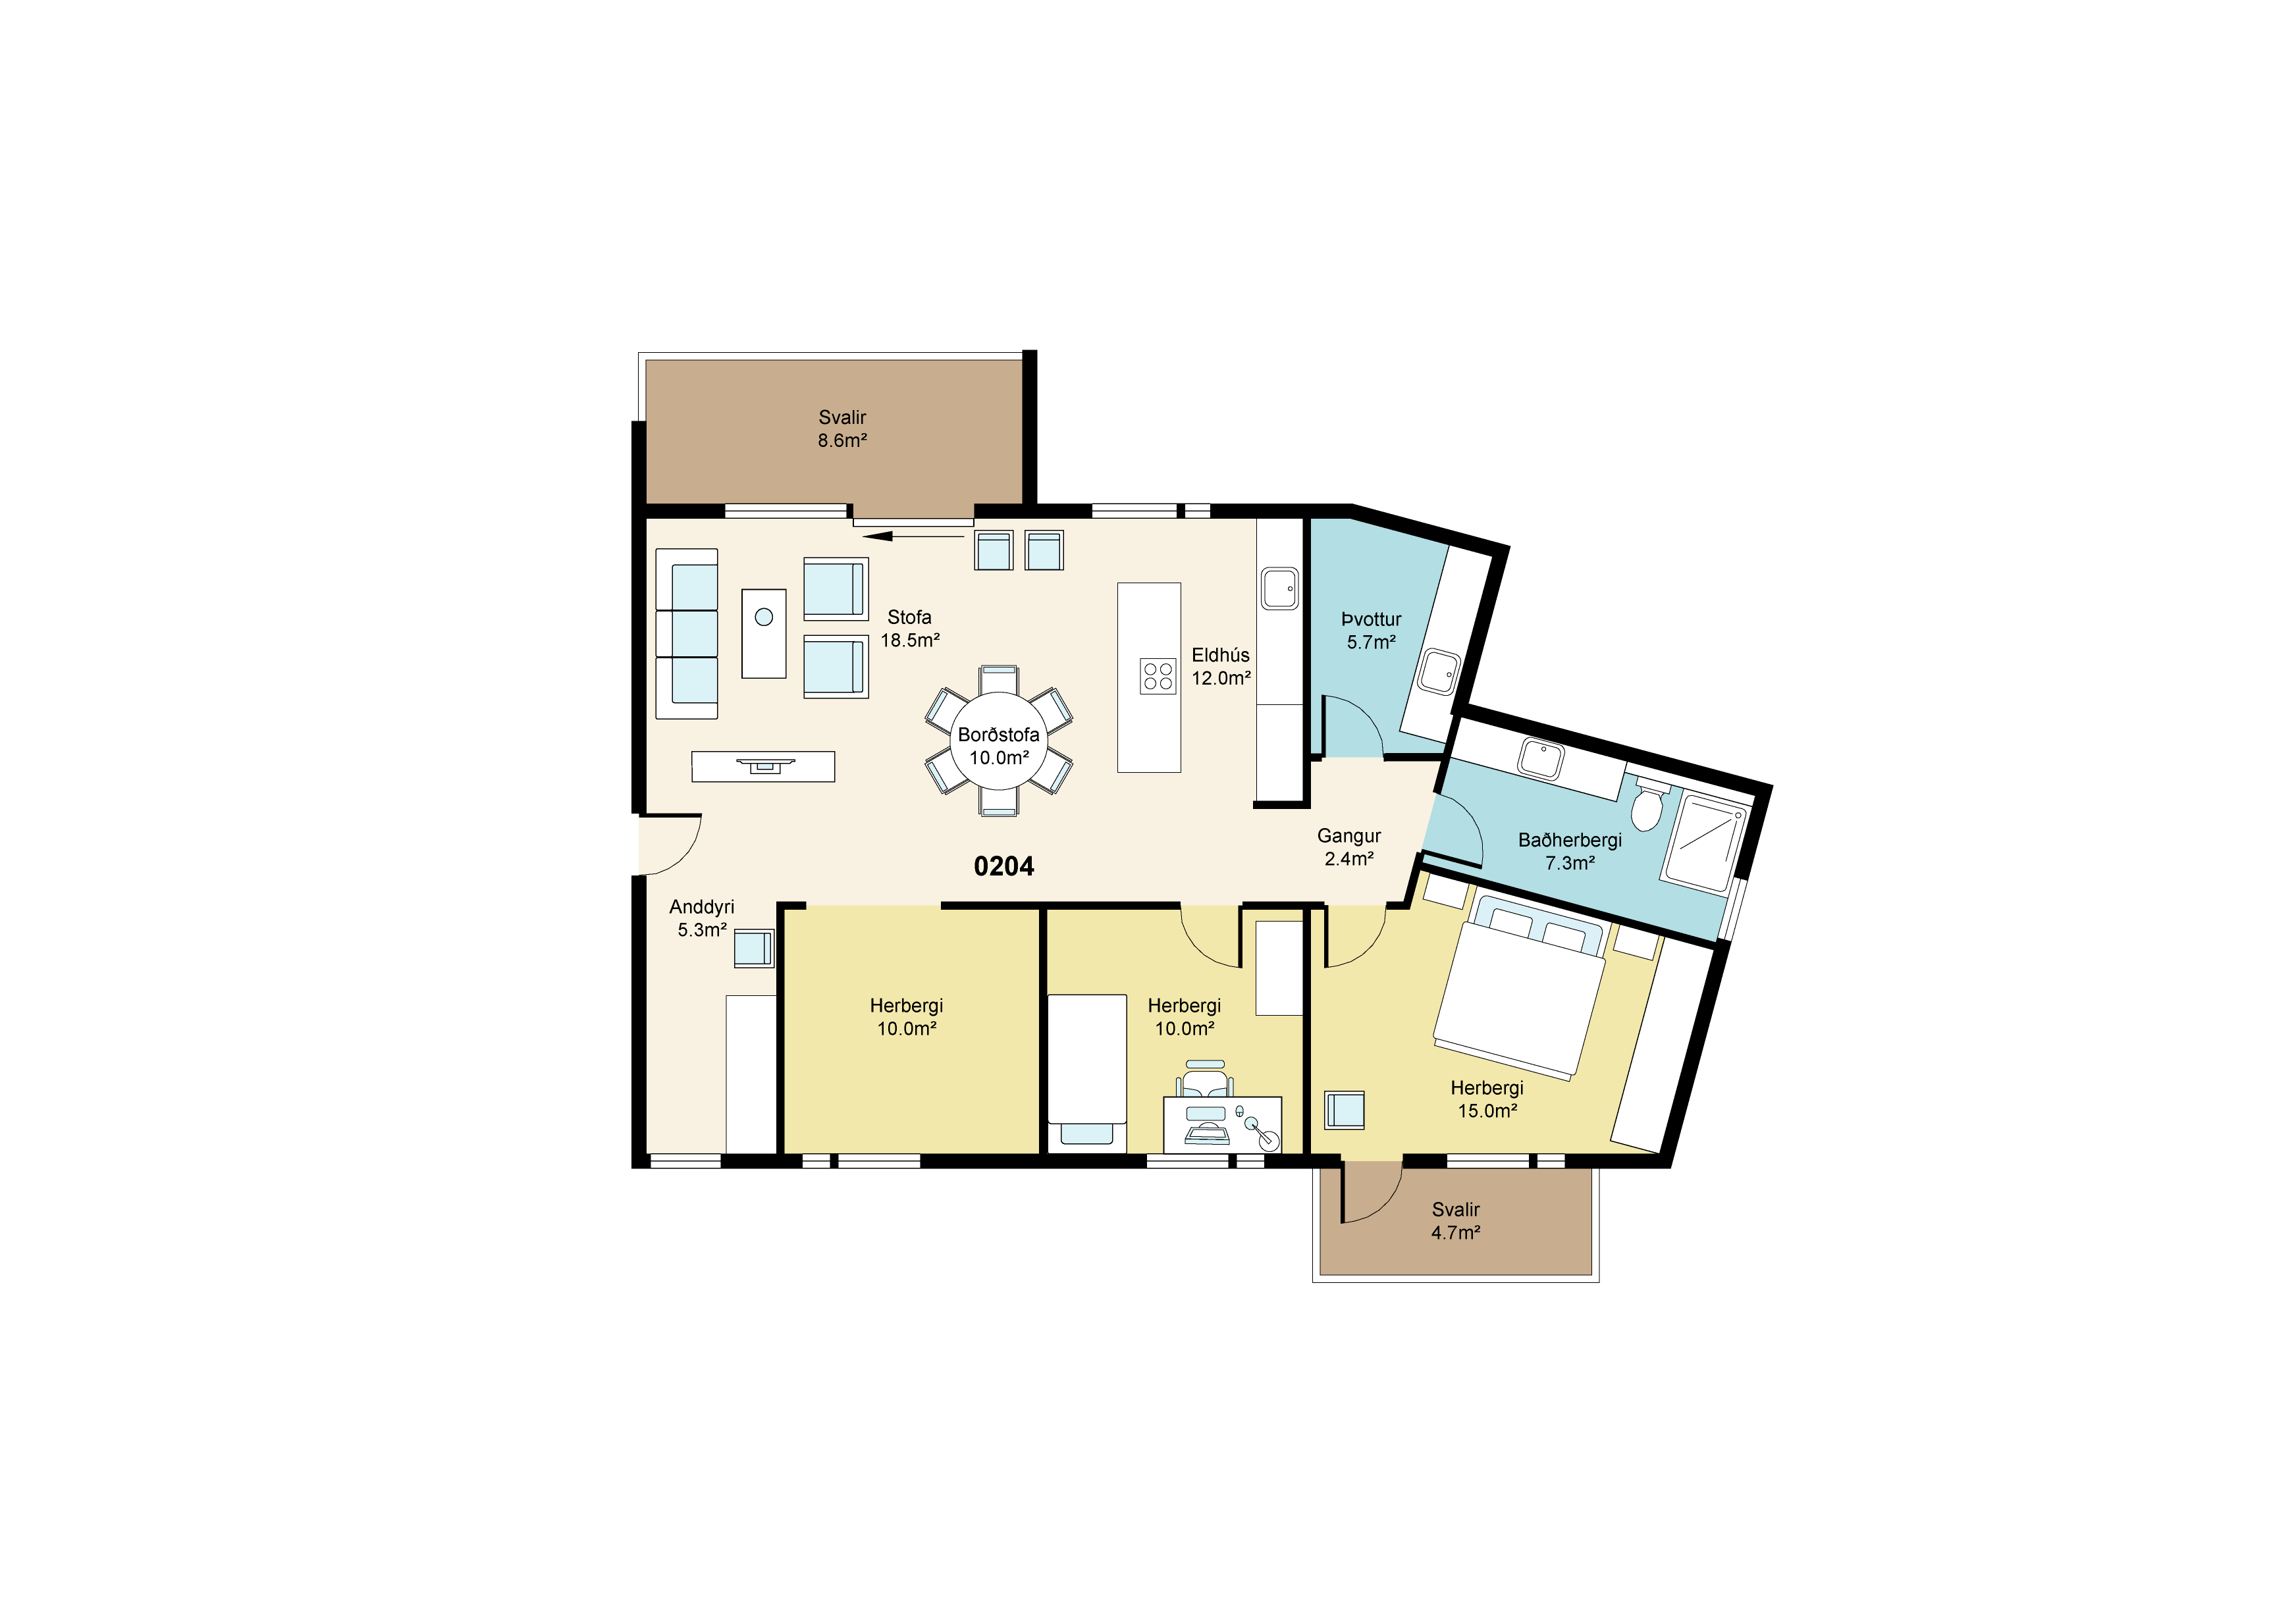 Svalir
8.6m²
Stofa
18.5m²
Þvottur
5.7m²
Eldhús
12.0m²
Borðstofa
10.0m²
Gangur
2.4m²
Baðherbergi
7.3m²
0204
Anddyri
5.3m²
Herbergi
10.0m²
Herbergi
10.0m²
Herbergi
15.0m²
Svalir
4.7m²